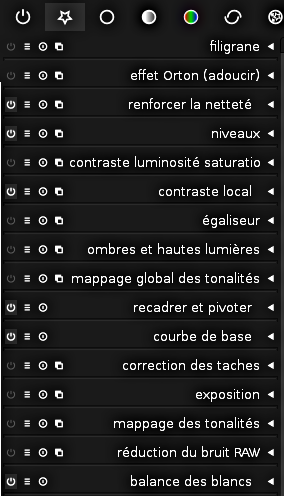 filigrane
effet Orton (adoucir)
renforcer la netteté
niveaux
contraste luminosité saturatio
contraste local
égaliseur
ombres et hautes lumières
mappage global des tonalités
recadrer et pivoter
courbe de base
correction des taches
exposition
mappage des tonalités
réduction du bruit RAW
balance des blancs